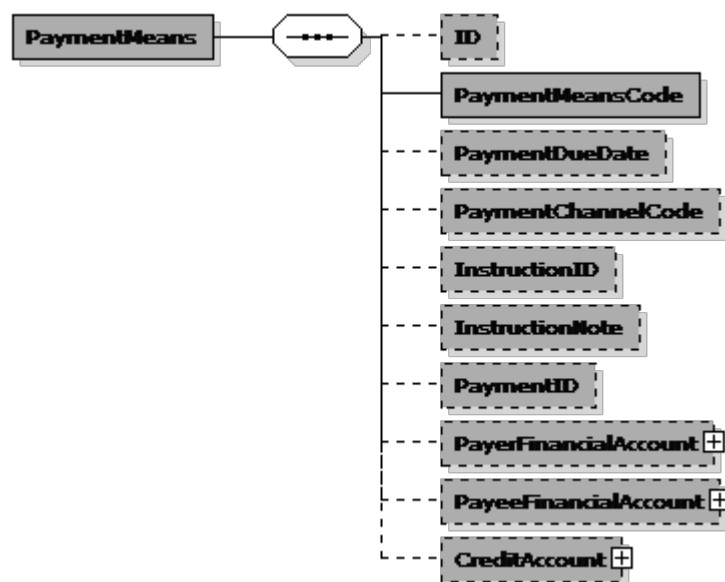 PaymentMeans
ID
PaymentMeansCode
PaymentDueDate
PaymentChannelCode
InstructionID
InstructionNote
PaymentID
PayerFinancialAccount
PayeeFinancialAccount
CreditAccount